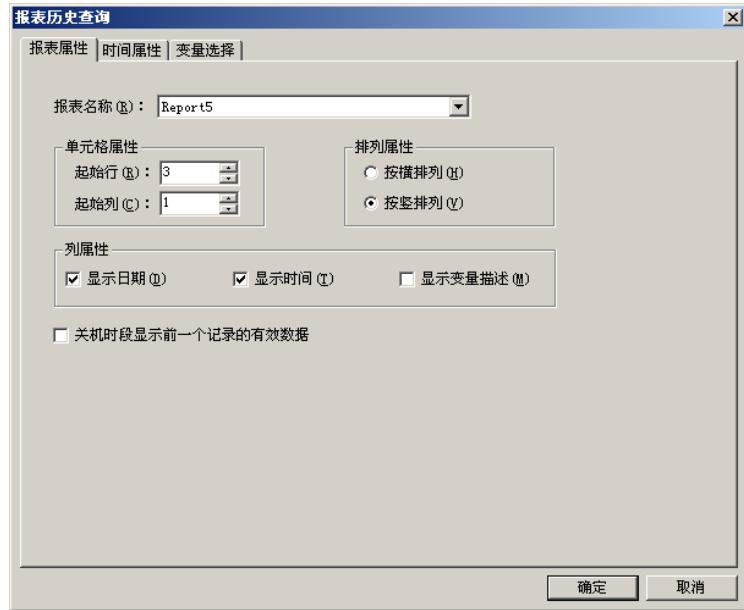 报表历史查询
报表属性 时间属性 变量选择
报表名称(R)： Report5
单元格属性 排列属性
起始行(R)： 3 按横排列(H)
起始列(C)： 1 按竖排列(V)
列属性
显示日期(D) 显示时间(T) 显示变量描述(M)
关机时段显示前一个记录的有效数据
确定 取消